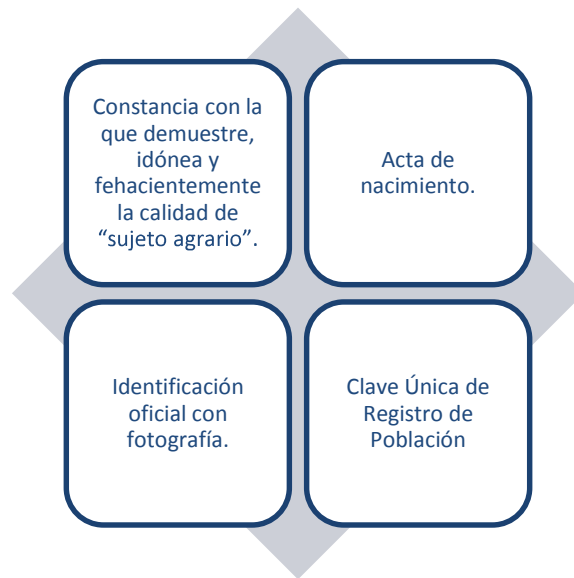 Constancia con la
que demuestre,
idónea y
fehacientemente
la calidad de
“sujeto agrario”.
Acta de
nacimiento.
Identificación
oficial con
fotografía.
Clave Única de
Registro de
Población